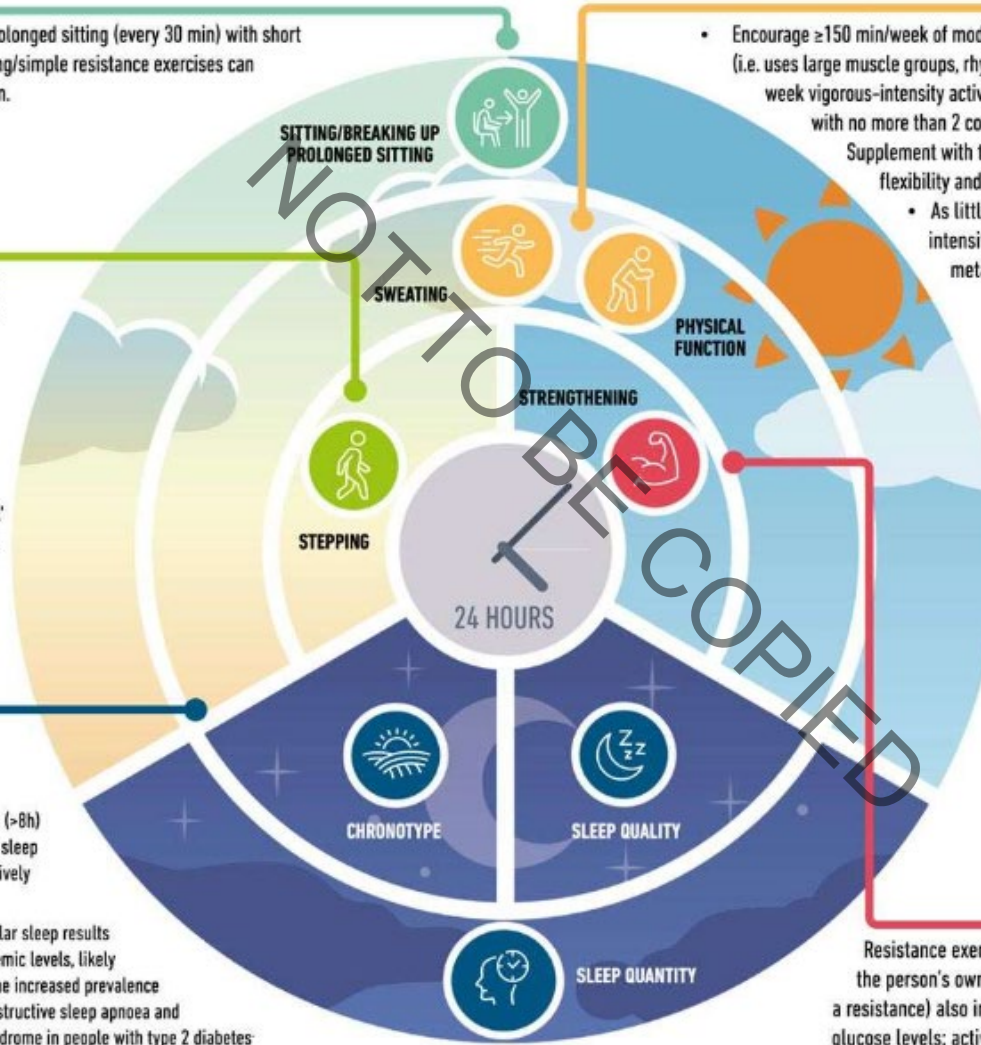 olonged sitting (every 30 min) with short
ng/simple resistance exercises can
n.
• Encourage ≥150 min/week of mod
(i.e. uses large muscle groups, rhy
week vigorous-intensity activ
with no more than 2 co
Supplement with t
flexibility and
• As littl
intensi
met
SITTING/BREAKING UP
PROLONGED SITTING
SWEATING
PHYSICAL
FUNCTION
STRENGTHENING
STEPPING
24 HOURS
NOT TO BE COPIED
CHRONOTYPE
SLEEP QUALITY
Zzz
SLEEP QUANTITY
(>8h)
sleep
ively
lar sleep results
emic levels, likely
he increased prevalence
structive sleep apnoea and
drome in people with type 2 diabetes
Resistance exer
the person's own
a resistance) also in
glucose levels; activ